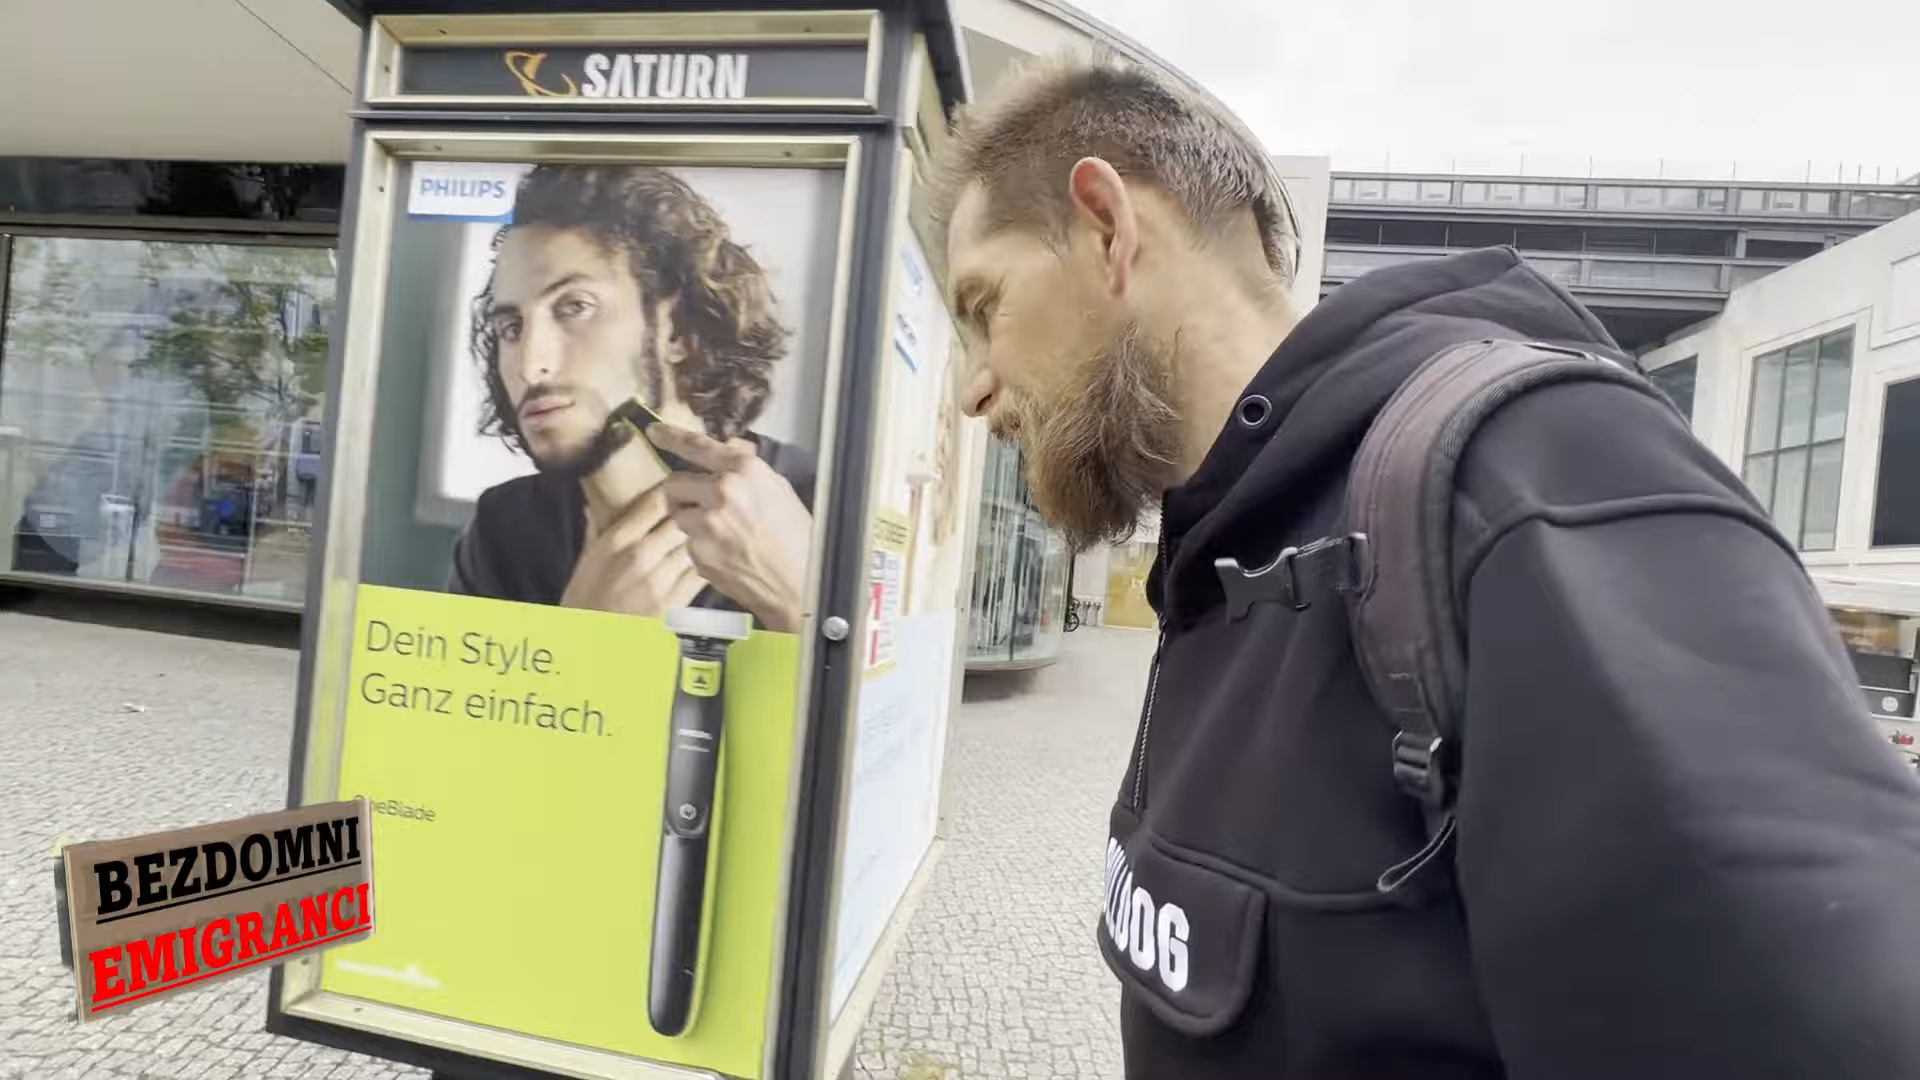 SATURN
PHILIPS
Dein Style.
Ganz einfach.
BEZDOMNI
EMIGRANCI